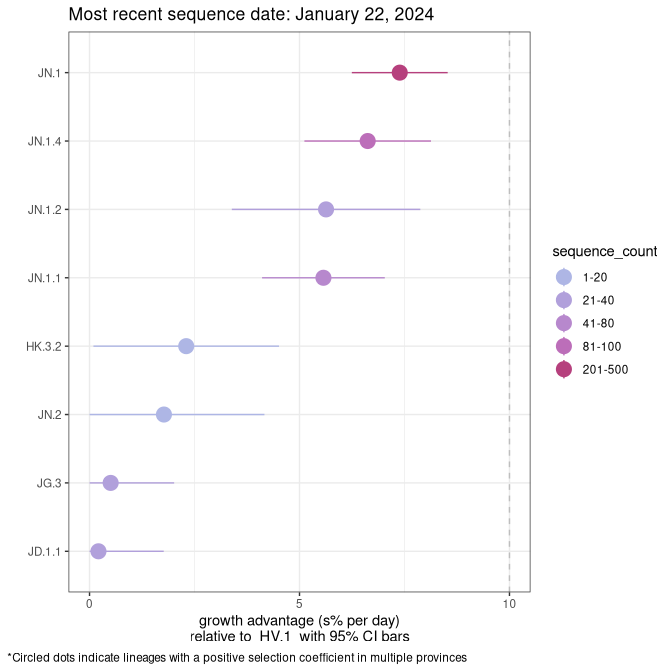 Most recent sequence date: January 22, 2024
JN.1
JN.1.4
JN.1.2
JN.1.1
HK.3.2
JN.2
JG.3
JD.1.1
0
5
10
growth advantage (s% per day)
relative to HV.1 with 95% CI bars
sequence_count
1-20
21-40
41-80
81-100
201-500
*Circled dots indicate lineages with a positive selection coefficient in multiple provinces